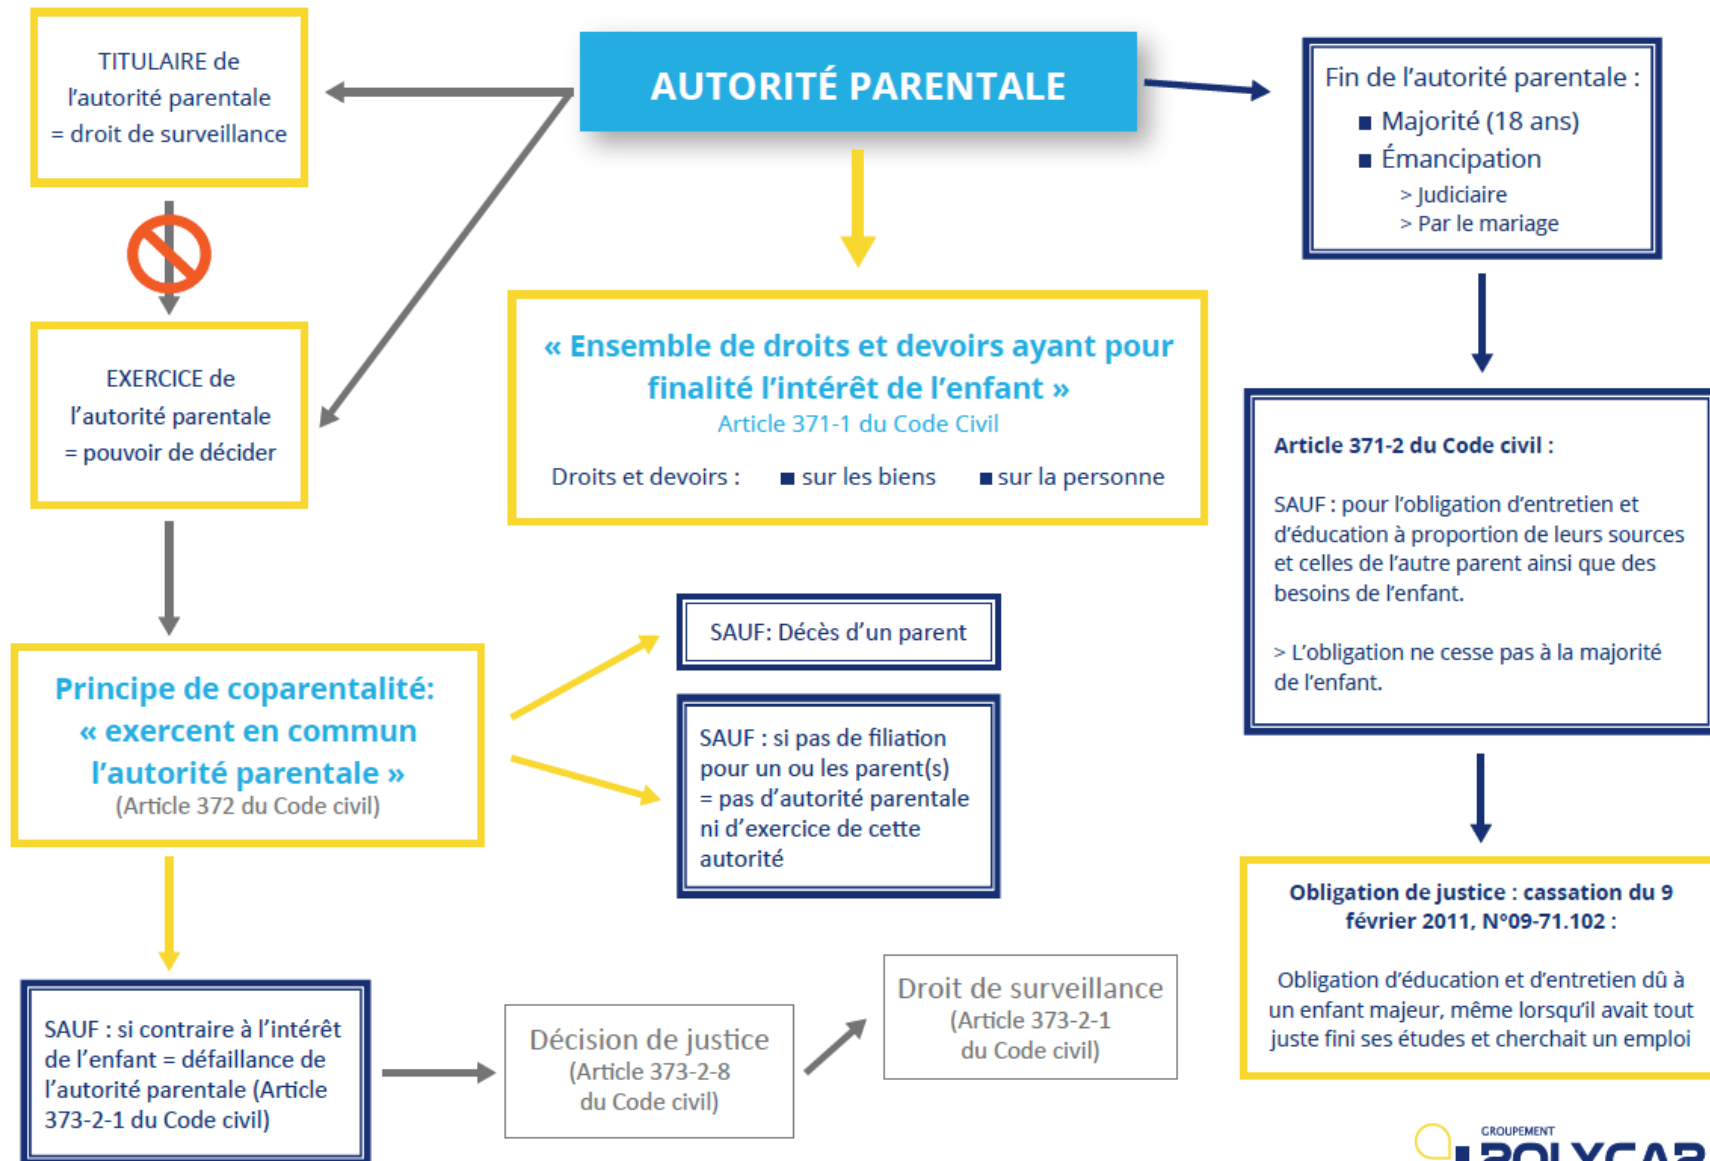 AUTORITÉ PARENTALE
TITULAIRE de
l’autorité parentale
= droit de surveillance
EXERCICE de
l’autorité parentale
= pouvoir de décider
« Ensemble de droits et devoirs ayant pour
finalité l’intérêt de l’enfant »
Article 371-1 du Code Civil
Droits et devoirs : ■ sur les biens ■ sur la personne
Fin de l’autorité parentale :
■ Majorité (18 ans)
■ Émancipation
> Judiciaire
> Par le mariage
Article 371-2 du Code civil :
SAUF : pour l’obligation d’entretien et
d’éducation à proportion de leurs sources
et celles de l’autre parent ainsi que des
besoins de l’enfant.
> L’obligation ne cesse pas à la majorité
de l’enfant.
Obligation de justice : cassation du 9
février 2011, N°09-71.102 :
Obligation d’éducation et d’entretien dû à
un enfant majeur, même lorsqu’il avait tout
juste fini ses études et cherchait un emploi
Principe de coparentalité:
« exercent en commun
l’autorité parentale »
(Article 372 du Code civil)
SAUF: Décès d’un parent
SAUF : si pas de filiation
pour un ou les parent(s)
= pas d’autorité parentale
ni d’exercice de cette
autorité
SAUF : si contraire à l’intérêt
de l’enfant = défaillance de
l’autorité parentale (Article
373-2-1 du Code civil)
Décision de justice
(Article 373-2-8
du Code civil)
Droit de surveillance
(Article 373-2-1
du Code civil)
GROUPEMENT